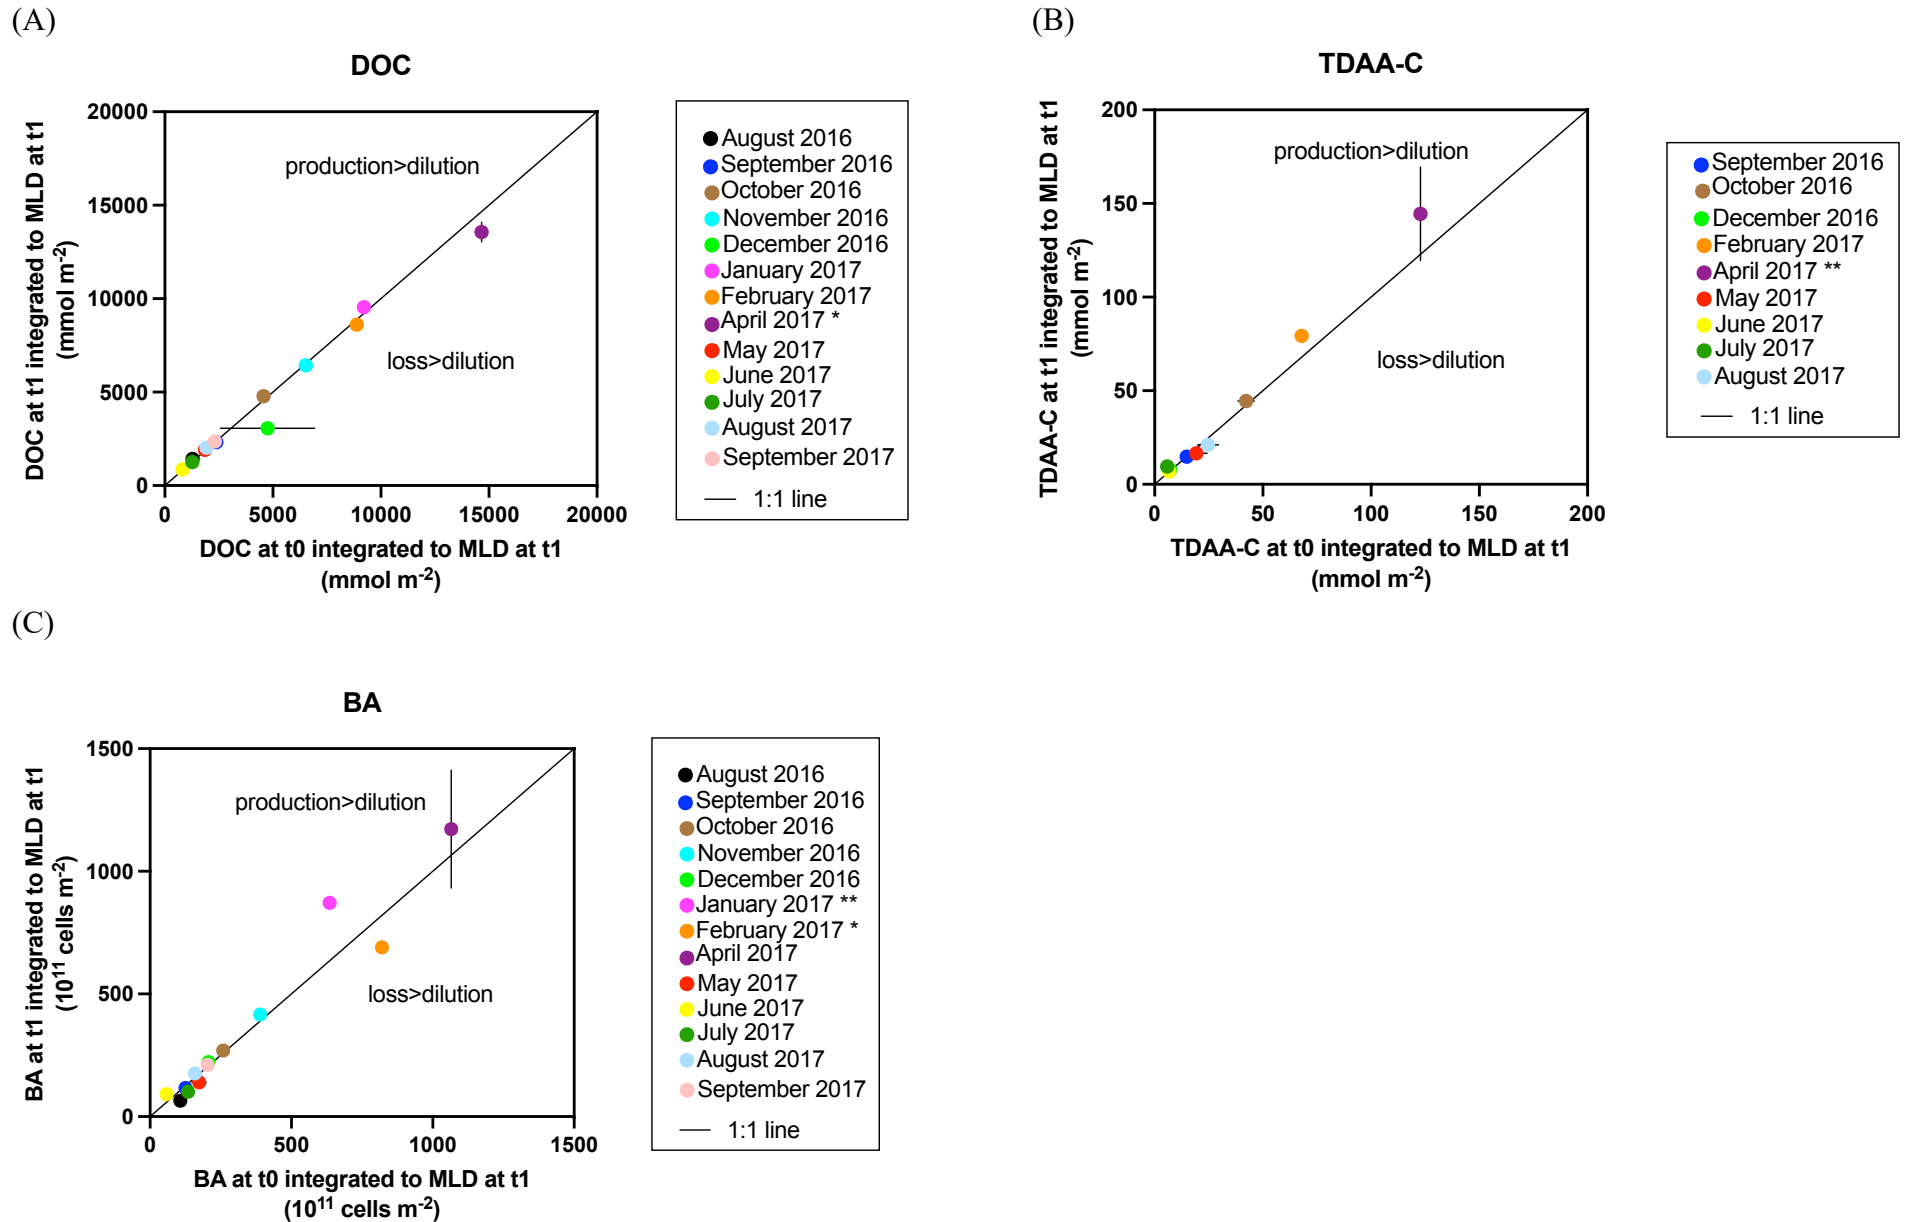 (A)
DOC
DOC at t1 integrated to MLD at t1
(mmol m-2)
20000
15000
10000
5000
0
production>dilution
loss>dilution
0 5000 10000 15000 20000
DOC at t0 integrated to MLD at t1
(mmol m-2)
August 2016
September 2016
October 2016
November 2016
December 2016
January 2017
February 2017
April 2017 *
May 2017
June 2017
July 2017
August 2017
September 2017
1:1 line
(B)
TDAA-C
TDAA-C at t1 integrated to MLD at t1
(mmol m-2)
200
150
100
50
0
production>dilution
loss>dilution
0 50 100 150 200
TDAA-C at t0 integrated to MLD at t1
(mmol m-2)
September 2016
October 2016
December 2016
February 2017
April 2017 **
May 2017
June 2017
July 2017
August 2017
1:1 line
(C)
BA
BA at t1 integrated to MLD at t1
(1011 cells m-2)
1500
1000
500
0
production>dilution
loss>dilution
0 500 1000 1500
BA at t0 integrated to MLD at t1
(1011 cells m-2)
August 2016
September 2016
October 2016
November 2016
December 2016
January 2017 **
February 2017 *
April 2017
May 2017
June 2017
July 2017
August 2017
September 2017
1:1 line